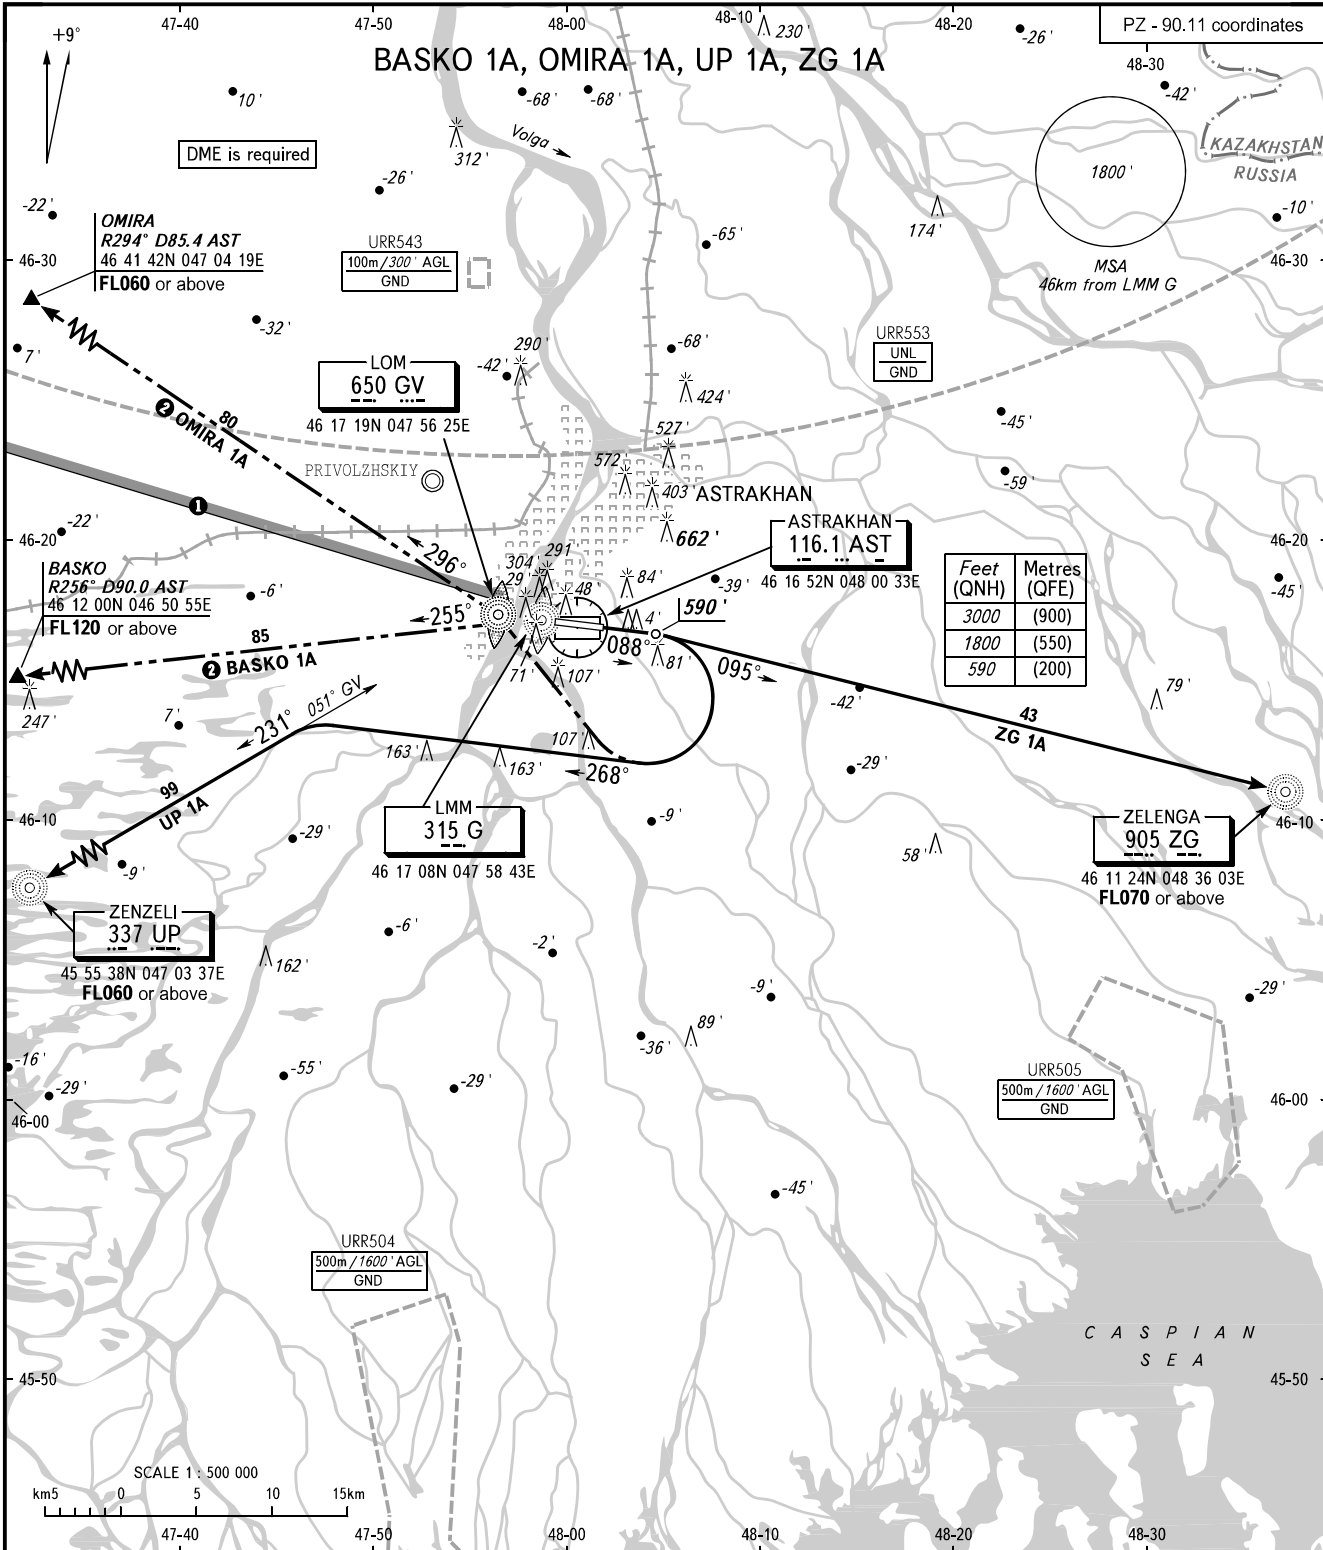 47-40
47-50
48-00
48-10
48-20
PZ - 90.11 coordinates
48-30
+9°
BASKO 1A, OMIRA 1A, UP 1A, ZG 1A
230'
-26'
10'
-68'
-68'
-42'
Volga
312'
DME is required
1800'
KAZAKHSTAN
RUSSIA
-26'
-22'
174'
-10'
OMIRA
R294° D85.4 AST
46 41 42N 047 04 19E
FL060 or above
URR543
100m/300' AGL
GND
-65'
46-30
46-30
MSA
46km from LMM G
-32'
7'
URR553
UNL
GND
-68'
290'
-42'
424'
LOM
650 GV
46 17 19N 047 56 25E
80
2 OMIRA 1A
-45'
527'
572'
PRIVOLZHSKIY
403'
ASTRAKHAN
-59'
1
662'
ASTRAKHAN
116.1 AST
46 16 52N 048 00 33E
-22'
46-20
46-20
296°
291'
304'
29'
48'
84'
-39'
-45'
BASKO
R256° D90.0 AST
46 12 00N 046 50 55E
FL120 or above
-6'
255°
4'
590'
Feet
(QNH)
Metres
(QFE)
3000
(900)
1800
(550)
590
(200)
85
2 BASKO 1A
088°
81'
095°
71'
107'
247'
7'
051° GV
231°
-42'
79'
43
ZG 1A
163'
163'
107'
268°
-29'
99
UP 1A
LMM
315 G
46 17 08N 047 58 43E
-9'
46-10
46-10
-29'
-9'
58'
ZELENGA
905 ZG
46 11 24N 048 36 03E
FL070 or above
ZENZELI
337 UP
45 55 38N 047 03 37E
FL060 or above
-6'
-2'
162'
-9'
-29'
89'
-36'
-16'
-29'
-55'
-29'
URR505
500m/1600' AGL
GND
46-00
46-00
-45'
URR504
500m/1600' AGL
GND
CASPIAN
SEA
45-50
45-50
SCALE 1 : 500 000
km5
0
5
10
15km
47-40
47-50
48-00
48-10
48-20
48-30